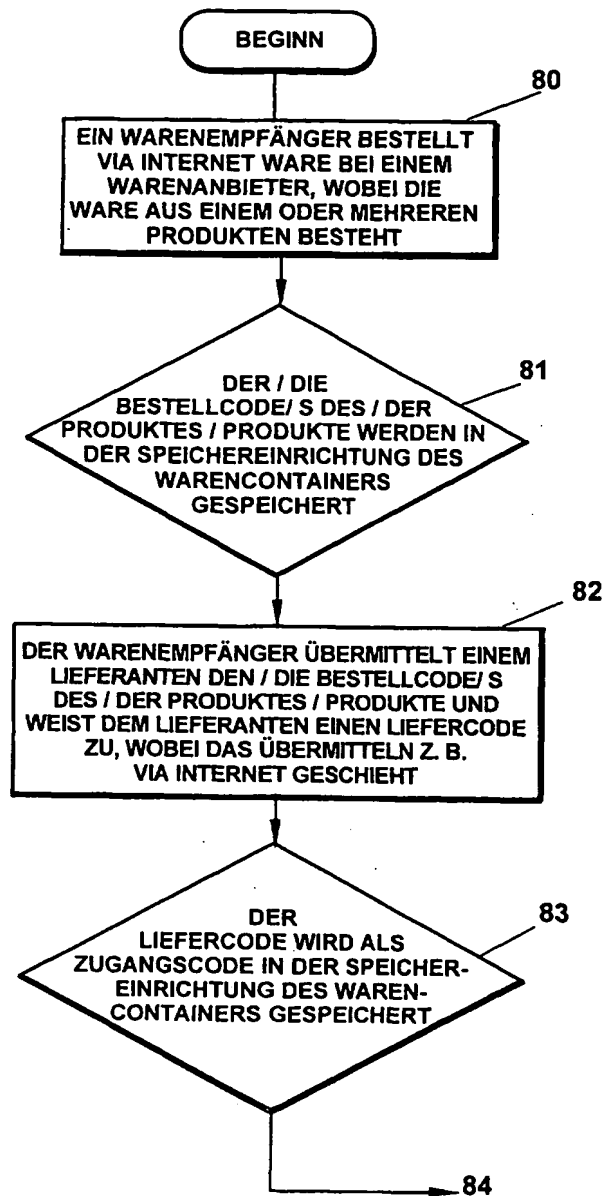 BEGINN
80
EIN WARENEMPFÄNGER BESTELLT
VIA INTERNET WARE BEI EINEM
WARENANBIETER, WOBEI DIE
WARE AUS EINEM ODER MEHREREN
PRODUKTEN BESTEHT
81
DER / DIE
BESTELLCODE/ S DES / DER
PRODUKTES / PRODUKTE WERDEN IN
DER SPEICHEREINRICHTUNG DES
WARENCONTAINERS
GESPEICHERT
82
DER WARENEMPFÄNGER ÜBERMITTELT EINEM
LIEFERANTEN DEN / DIE BESTELLCODE/ S
DES / DER PRODUKTES / PRODUKTE UND
WEIST DEM LIEFERANTEN EINEN LIEFERCODE
ZU, WOBEI DAS ÜBERMITTELN Z. B.
VIA INTERNET GESCHIEHT
83
DER
LIEFERCODE WIRD ALS
ZUGANGSCODE IN DER SPEICHER-
EINRICHTUNG DES WAREN-
CONTAINERS GESPEICHERT
84